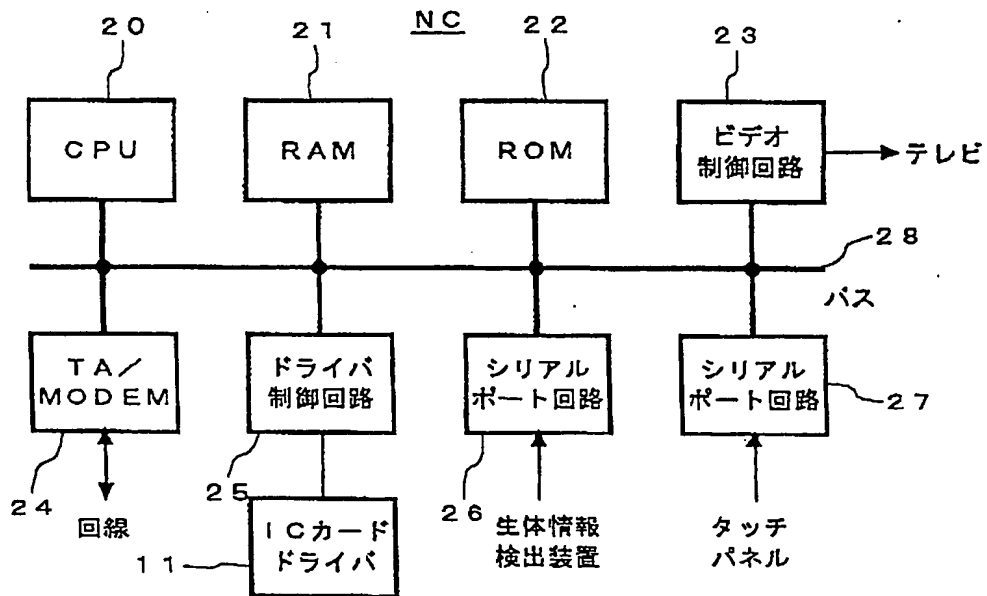 NC
20
21
22
23
CPU
RAM
ROM
ビデオ
制御回路
テレビ
28
バス
TA/
MODEM
ドライバ
制御回路
シリアル
ポート回路
シリアル
ポート回路
27
24
25
26
回線
ICカード
ドライバ
11
生体情報
検出装置
タッチ
パネル